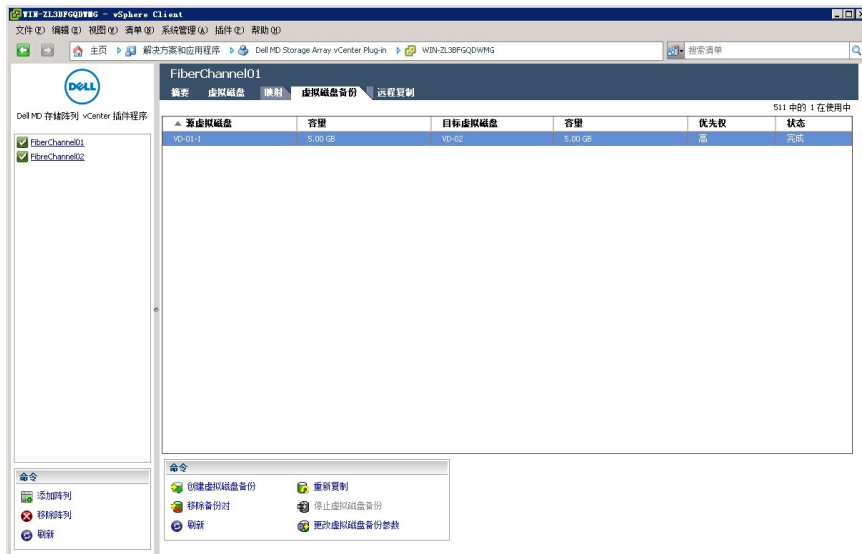 WIN-ZL3BFGQDWMG - vSphere Client
文件(F) 编辑(E) 视图(V) 清单(N) 系统管理(A) 插件(P) 帮助(H)
主页 解决方案和应用程序 Dell MD Storage Array vCenter Plug-in WIN-ZL3BFGQDWMG 搜索清单
DELL
Dell MD 存储阵列 vCenter 插件程序
FiberChannel01
FibreChannel02
命令
添加阵列
移除阵列
刷新
FiberChannel01
摘要 虚拟磁盘 映射 虚拟磁盘备份 远程复制
511 中的 1 在使用中
源虚拟磁盘 容量 目标虚拟磁盘 容量 优先权 状态
VD-01-1 5.00 GB VD-02 5.00 GB 高 完成
命令
创建虚拟磁盘备份 重新复制
移除备份对 停止虚拟磁盘备份
刷新 更改虚拟磁盘备份参数